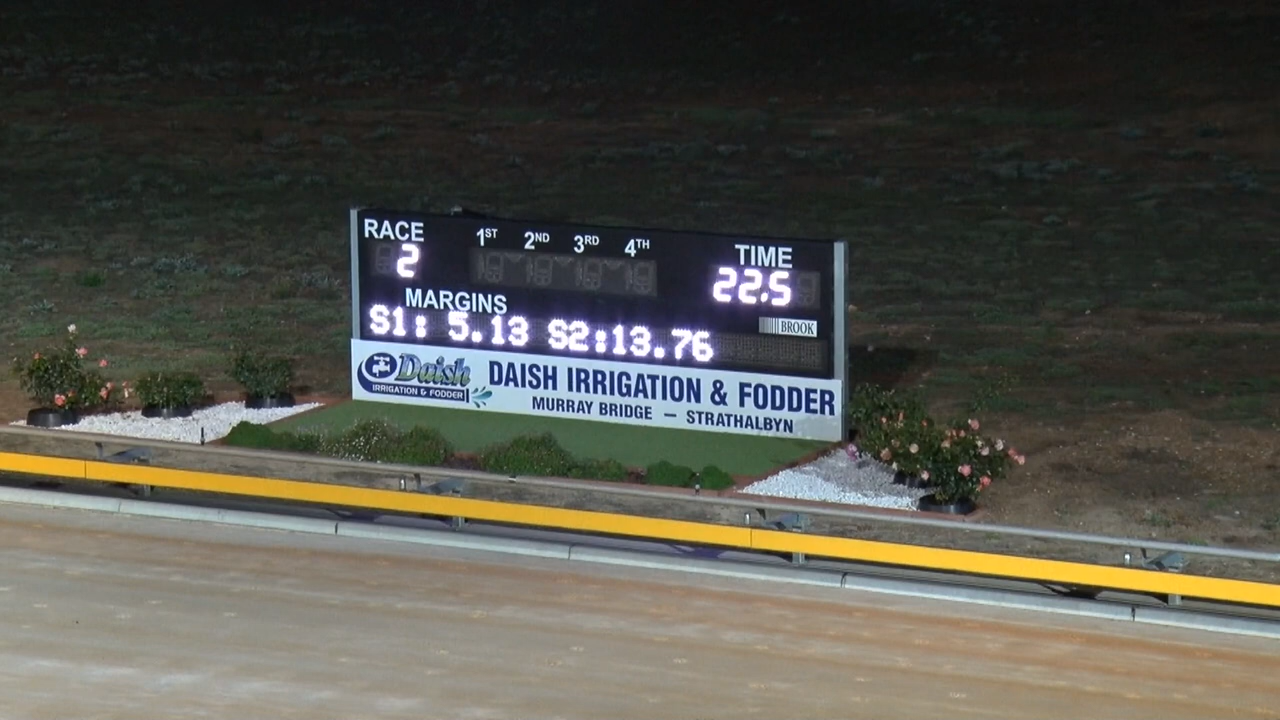 RACE 1ST 2ND 3RD 4TH TIME
2 22.5
MARGINS
S1: 5.13 S2:13.76
BROOK
Daish
IRRIGATION & FODDER
DAISH IRRIGATION & FODDER
MURRAY BRIDGE — STRATHALBYN